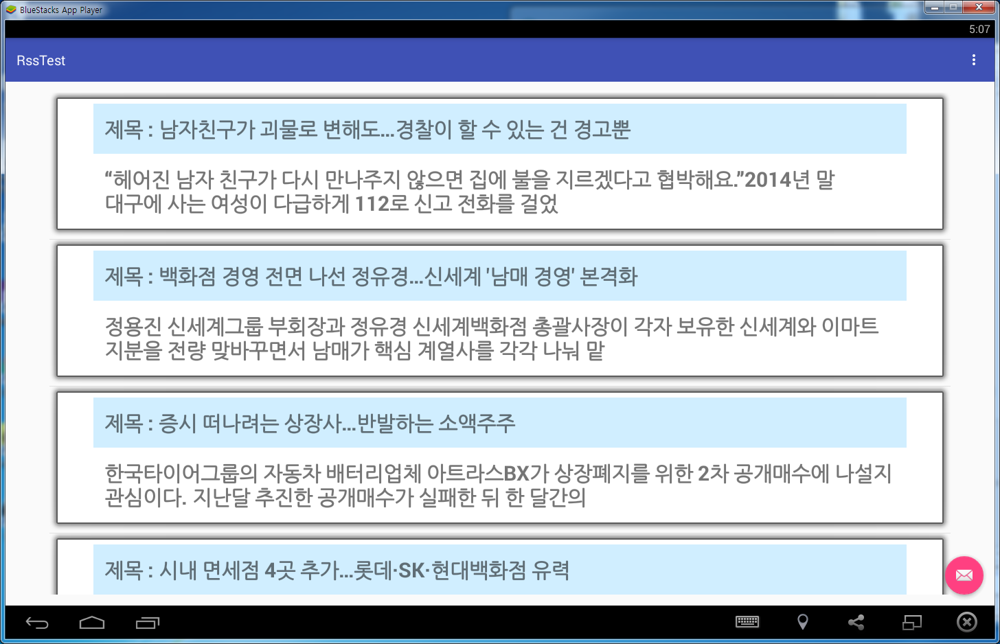 BlueStacks App Player
5:07
RssTest
제목 : 남자친구가 괴물로 변해도...경찰이 할 수 있는 건 경고뿐
“헤어진 남자 친구가 다시 만나주지 않으면 집에 불을 지르겠다고 협박해요.”2014년 말
대구에 사는 여성이 다급하게 112로 신고 전화를 걸었
제목 : 백화점 경영 전면 나선 정유경...신세계 '남매 경영' 본격화
정용진 신세계그룹 부회장과 정유경 신세계백화점 총괄사장이 각자 보유한 신세계와 이마트
지분을 전량 맞바꾸면서 남매가 핵심 계열사를 각각 나눠 맡
제목 : 증시 떠나려는 상장사...반발하는 소액주주
한국타이어그룹의 자동차 배터리업체 아트라스BX가 상장폐지를 위한 2차 공개매수에 나설지
관심이다. 지난달 추진한 공개매수가 실패한 뒤 한 달간의
제목 : 시내 면세점 4곳 추가...롯데·SK·현대백화점 유력